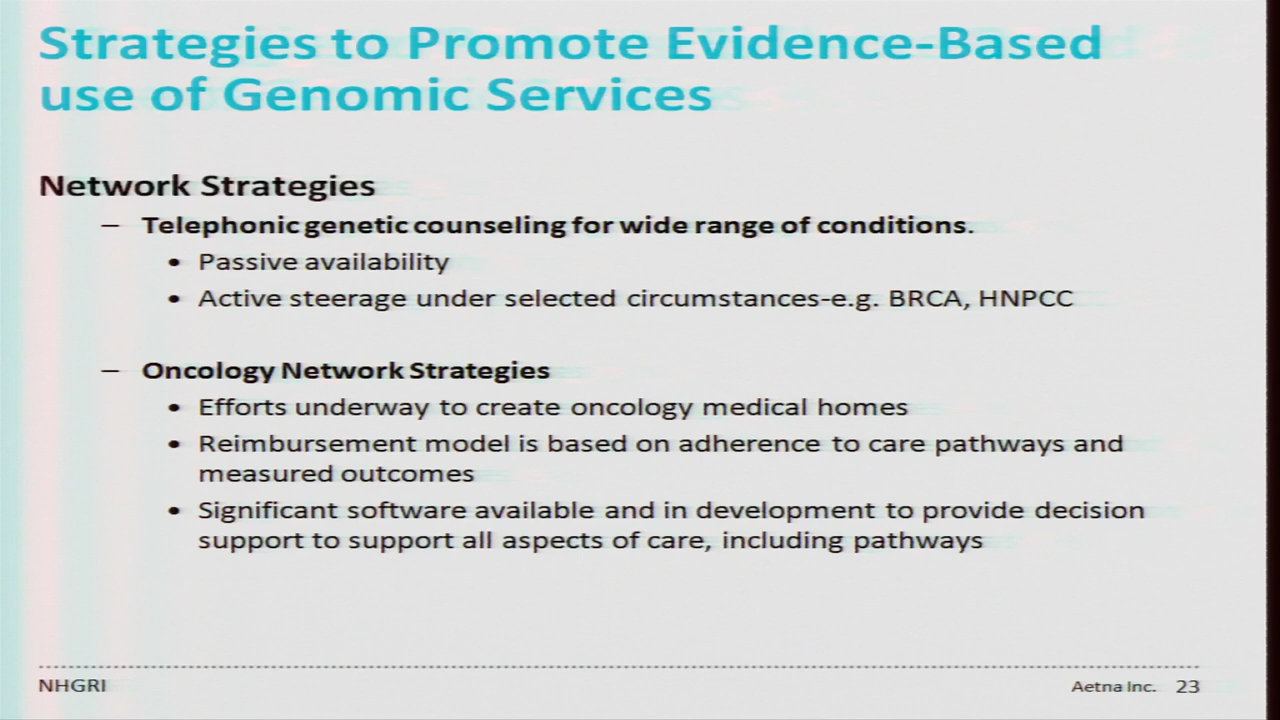 Strategies to Promote Evidence-Based
use of Genomic Services
Network Strategies
– Telephonic genetic counseling for wide range of conditions.
• Passive availability
• Active steerage under selected circumstances-e.g. BRCA, HNPCC
– Oncology Network Strategies
• Efforts underway to create oncology medical homes
• Reimbursement model is based on adherence to care pathways and
measured outcomes
• Significant software available and in development to provide decision
support to support all aspects of care, including pathways
NHGRI
Aetna Inc. 23